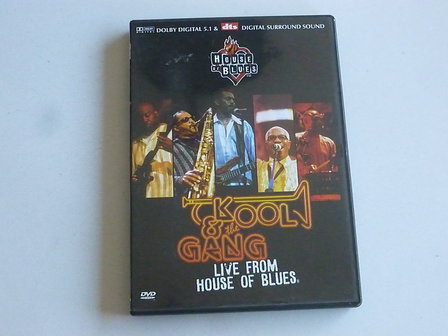 DOLBY DIGITAL 5.1 & dts DIGITAL SURROUND SOUND
HOUSE
OF
BLUES
KOOL
& the
GANG
LIVE FROM
HOUSE OF BLUES
DVD